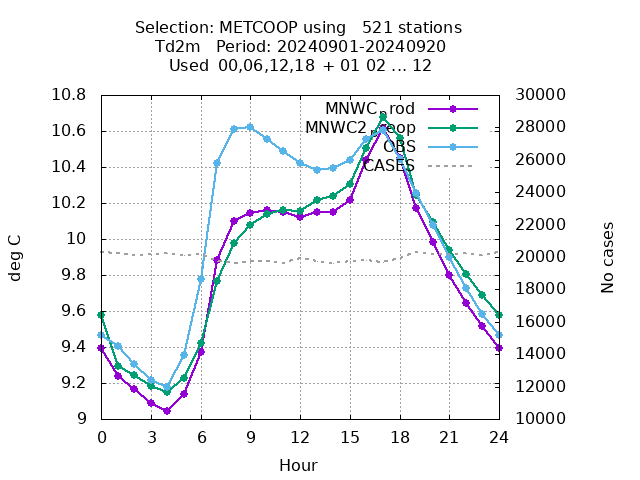 Selection: METCOOP using   521 stations
Td2m   Period: 20240901-20240920
Used  00,06,12,18 + 01 02 ... 12
10.8
10.6
10.4
10.2
10
9.8
9.6
9.4
9.2
9
30000
28000
26000
24000
22000
20000
18000
16000
14000
12000
10000
MNWC_prod
MNWC2_preop
OBS
CASES
deg C
No cases
0 3 6 9 12 15 18 21 24
Hour